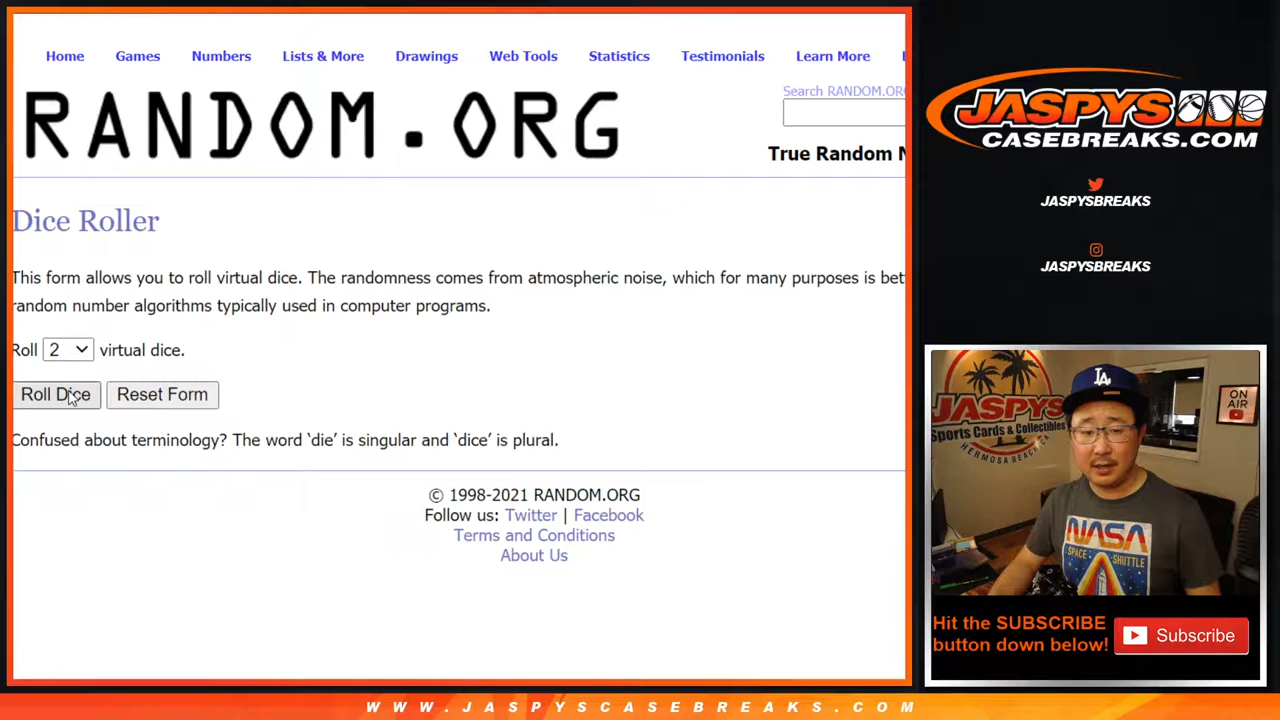 Home Games Numbers Lists & More Drawings Web Tools Statistics Testimonials Learn More
Search RANDOM.ORG
RANDOM.ORG
True Random N
Dice Roller
This form allows you to roll virtual dice. The randomness comes from atmospheric noise, which for many purposes is bet
random number algorithms typically used in computer programs.
Roll 2 virtual dice.
Roll Dice Reset Form
Confused about terminology? The word ‘die’ is singular and ‘dice’ is plural.
© 1998-2021 RANDOM.ORG
Follow us: Twitter | Facebook
Terms and Conditions
About Us
JASPYS
CASEBREAKS.COM
JASPYSBREAKS
JASPYSBREAKS
JASPYS
Sports Cards & Collectibles
HERMOSA BEACH CA
LA
ON AIR
NASA
SPACE SHUTTLE
Hit the SUBSCRIBE
button down below!
Subscribe
WWW.JASPYSCASEBREAKS.COM